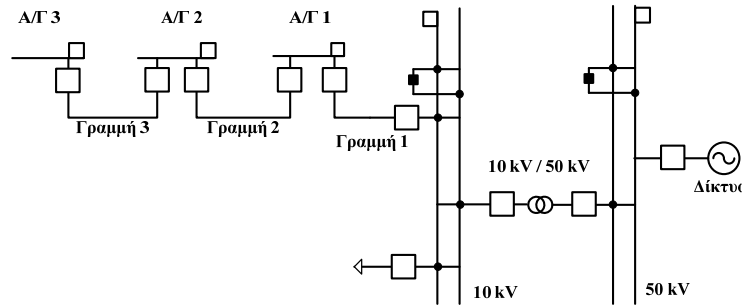 Α/Γ 3
Α/Γ 2
Α/Γ 1
Γραμμή 3
Γραμμή 2
Γραμμή 1
10 kV / 50 kV
Δίκτυο
10 kV
50 kV